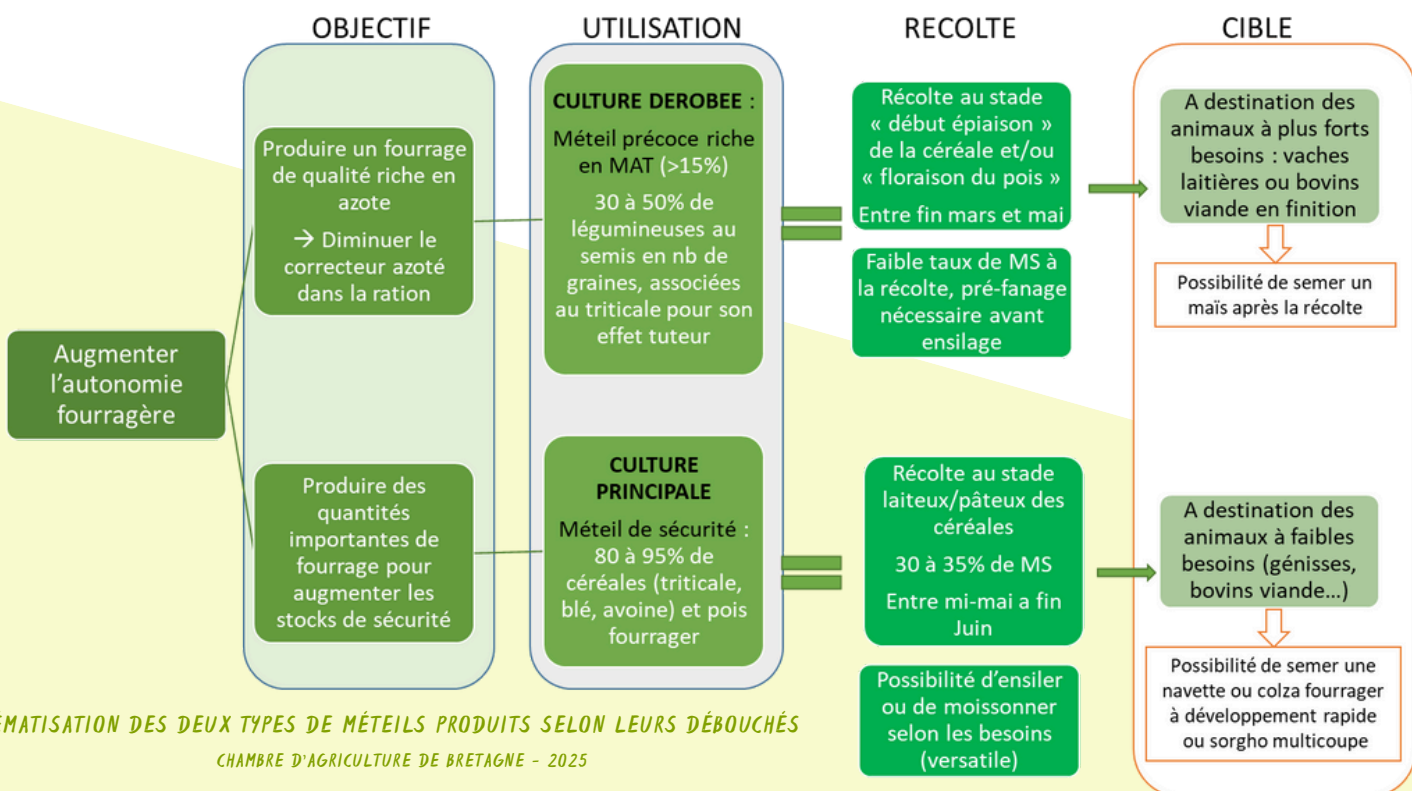 OBJECTIF
UTILISATION
RECOLTE
CIBLE
Augmenter
l'autonomie
fourragère
Produire un fourrage
de qualité riche en
azote
→ Diminuer le
correcteur azoté
dans la ration
CULTURE DEROBEE :
Méteil précoce riche
en MAT (>15%)
30 à 50% de
légumineuses au
semis en nb de
graines, associées
au triticale pour son
effet tuteur
Récolte au stade
« début épiaison »
de la céréale et/ou
« floraison du pois »
Entre fin mars et mai
Faible taux de MS à
la récolte, pré-fanage
nécessaire avant
ensilage
A destination des
animaux à plus forts
besoins : vaches
laitières ou bovins
viande en finition
Possibilité de semer un
maïs après la récolte
Produire des
quantités
importantes de
fourrage pour
augmenter les
stocks de sécurité
CULTURE
PRINCIPALE
Méteil de sécurité :
80 à 95% de
céréales (triticale,
blé, avoine) et pois
fourrager
Récolte au stade
laiteux/pâteux des
céréales
30 à 35% de MS
Entre mi-mai a fin
Juin
Possibilité d'ensiler
ou de moissonner
selon les besoins
(versatile)
A destination des
animaux à faibles
besoins (génisses,
bovins viande...)
Possibilité de semer une
navette ou colza fourrager
à développement rapide
ou sorgho multicoupe
ÉMATISATION DES DEUX TYPES DE MÉTEILS PRODUITS SELON LEURS DÉBOUCHÉS
CHAMBRE D'AGRICULTURE DE BRETAGNE - 2025